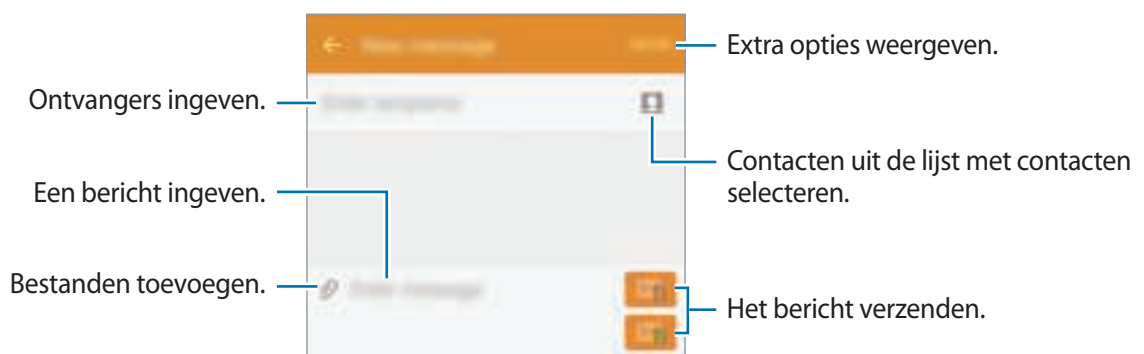 Extra opties weergeven.
Ontvangers ingeven.
Contacten uit de lijst met contacten
selecteren.
Een bericht ingeven.
Bestanden toevoegen.
Het bericht verzenden.